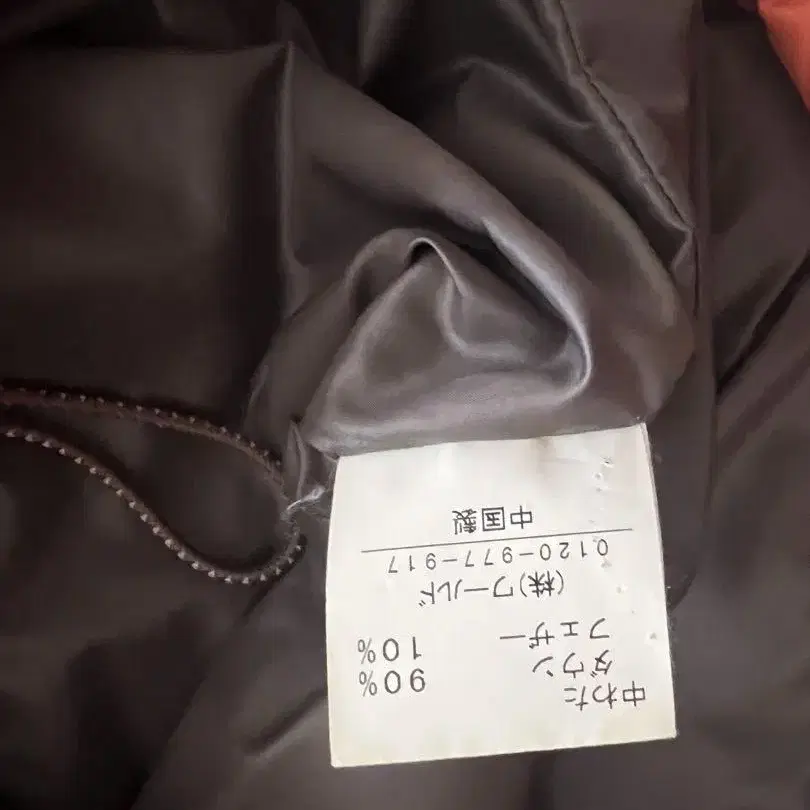 中わた
ダウン 90%
フェザー 10%
(株)ワールド
0120-977-917
中国製